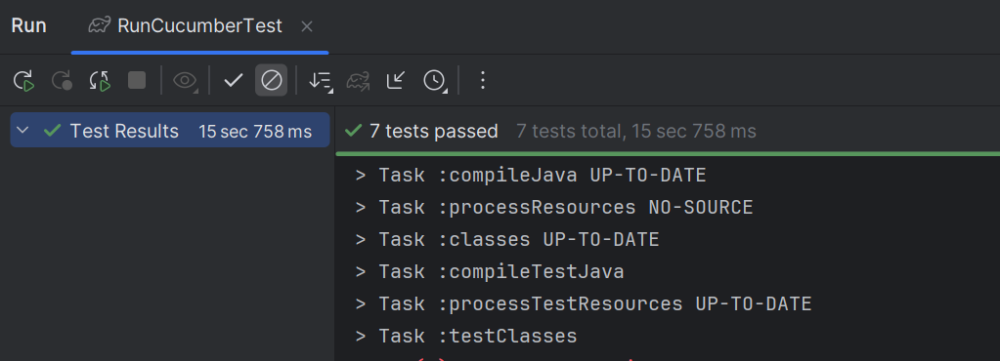 Run RunCucumberTest
Test Results 15 sec 758 ms
7 tests passed 7 tests total, 15 sec 758 ms
> Task :compileJava UP-TO-DATE
> Task :processResources NO-SOURCE
> Task :classes UP-TO-DATE
> Task :compileTestJava
> Task :processTestResources UP-TO-DATE
> Task :testClasses